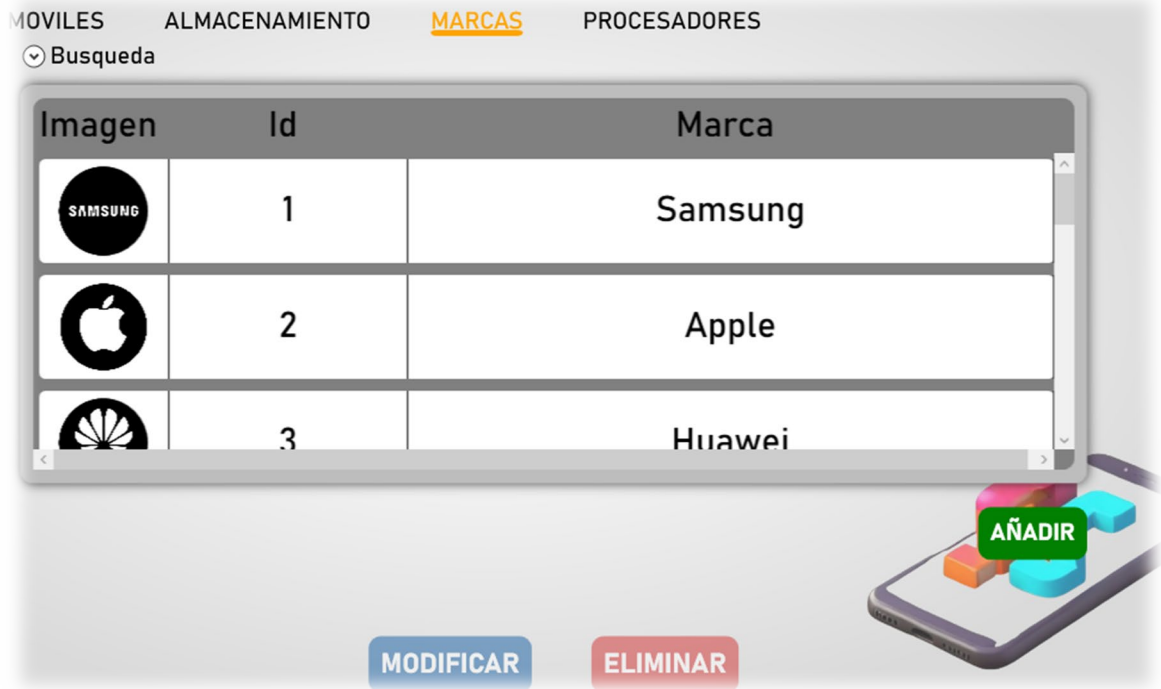 MOVILES ALMACENAMIENTO MARCAS PROCESADORES
Busqueda
Imagen Id Marca
SAMSUNG 1 Samsung
2 Apple
3 Huawei
AÑADIR
MODIFICAR ELIMINAR